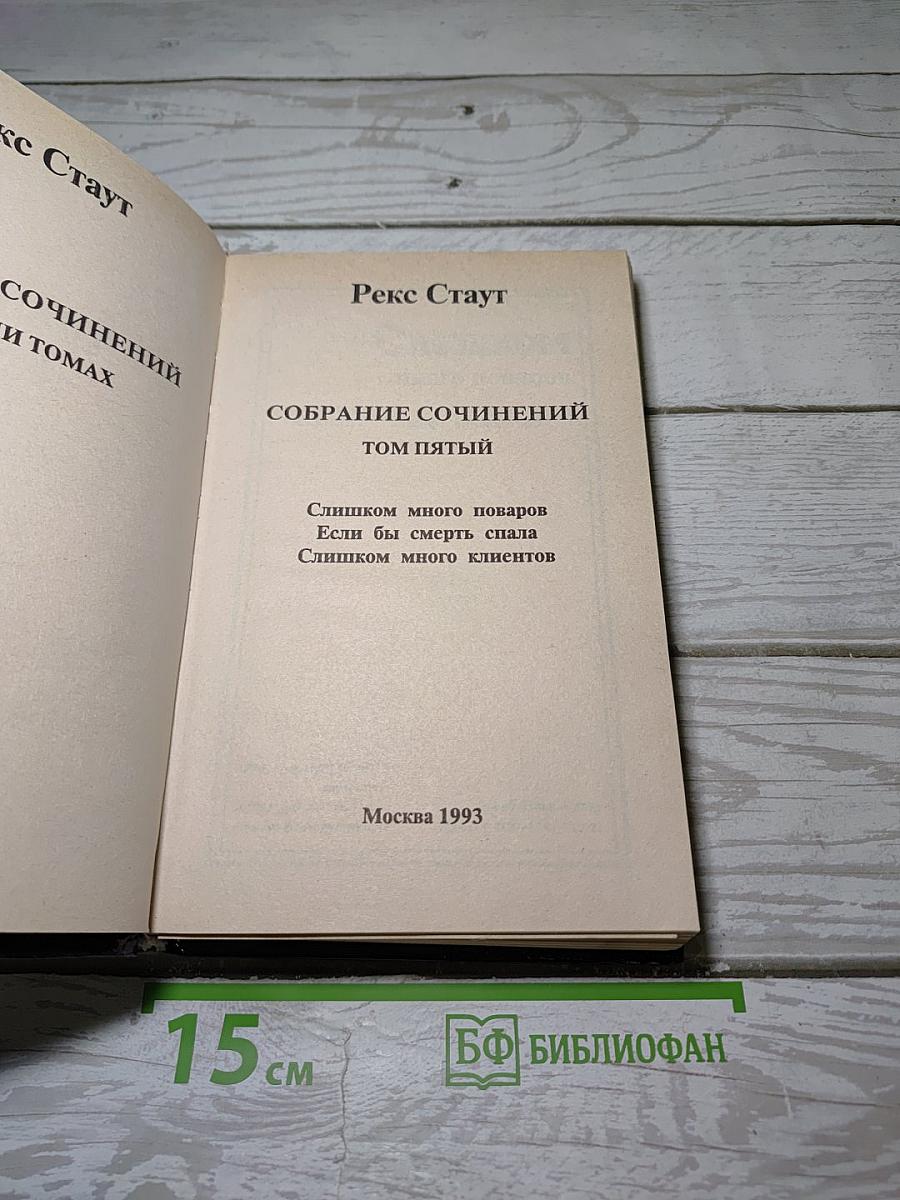 Стаут
СОЧИНЕНИЙ
ТОМАХ
Рекс Стаут
СОБРАНИЕ СОЧИНЕНИЙ
ТОМ ПЯТЫЙ
Слишком много поваров
Если бы смерть спала
Слишком много клиентов
Москва 1993
15 см
БФ БИБЛИОФАН